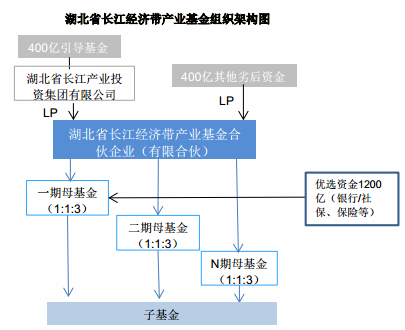 湖北省长江经济带产业基金组织架构图
400亿引导基金
湖北省长江产业投
资集团有限公司
400亿其他劣后资金
LP
LP
湖北省长江经济带产业基金合
伙企业（有限合伙）
一期母基金
（1:1:3）
优选资金1200
亿（银行/社
保、保险等）
二期母基金
（1:1:3）
N期母基金
（1:1:3）
子基金